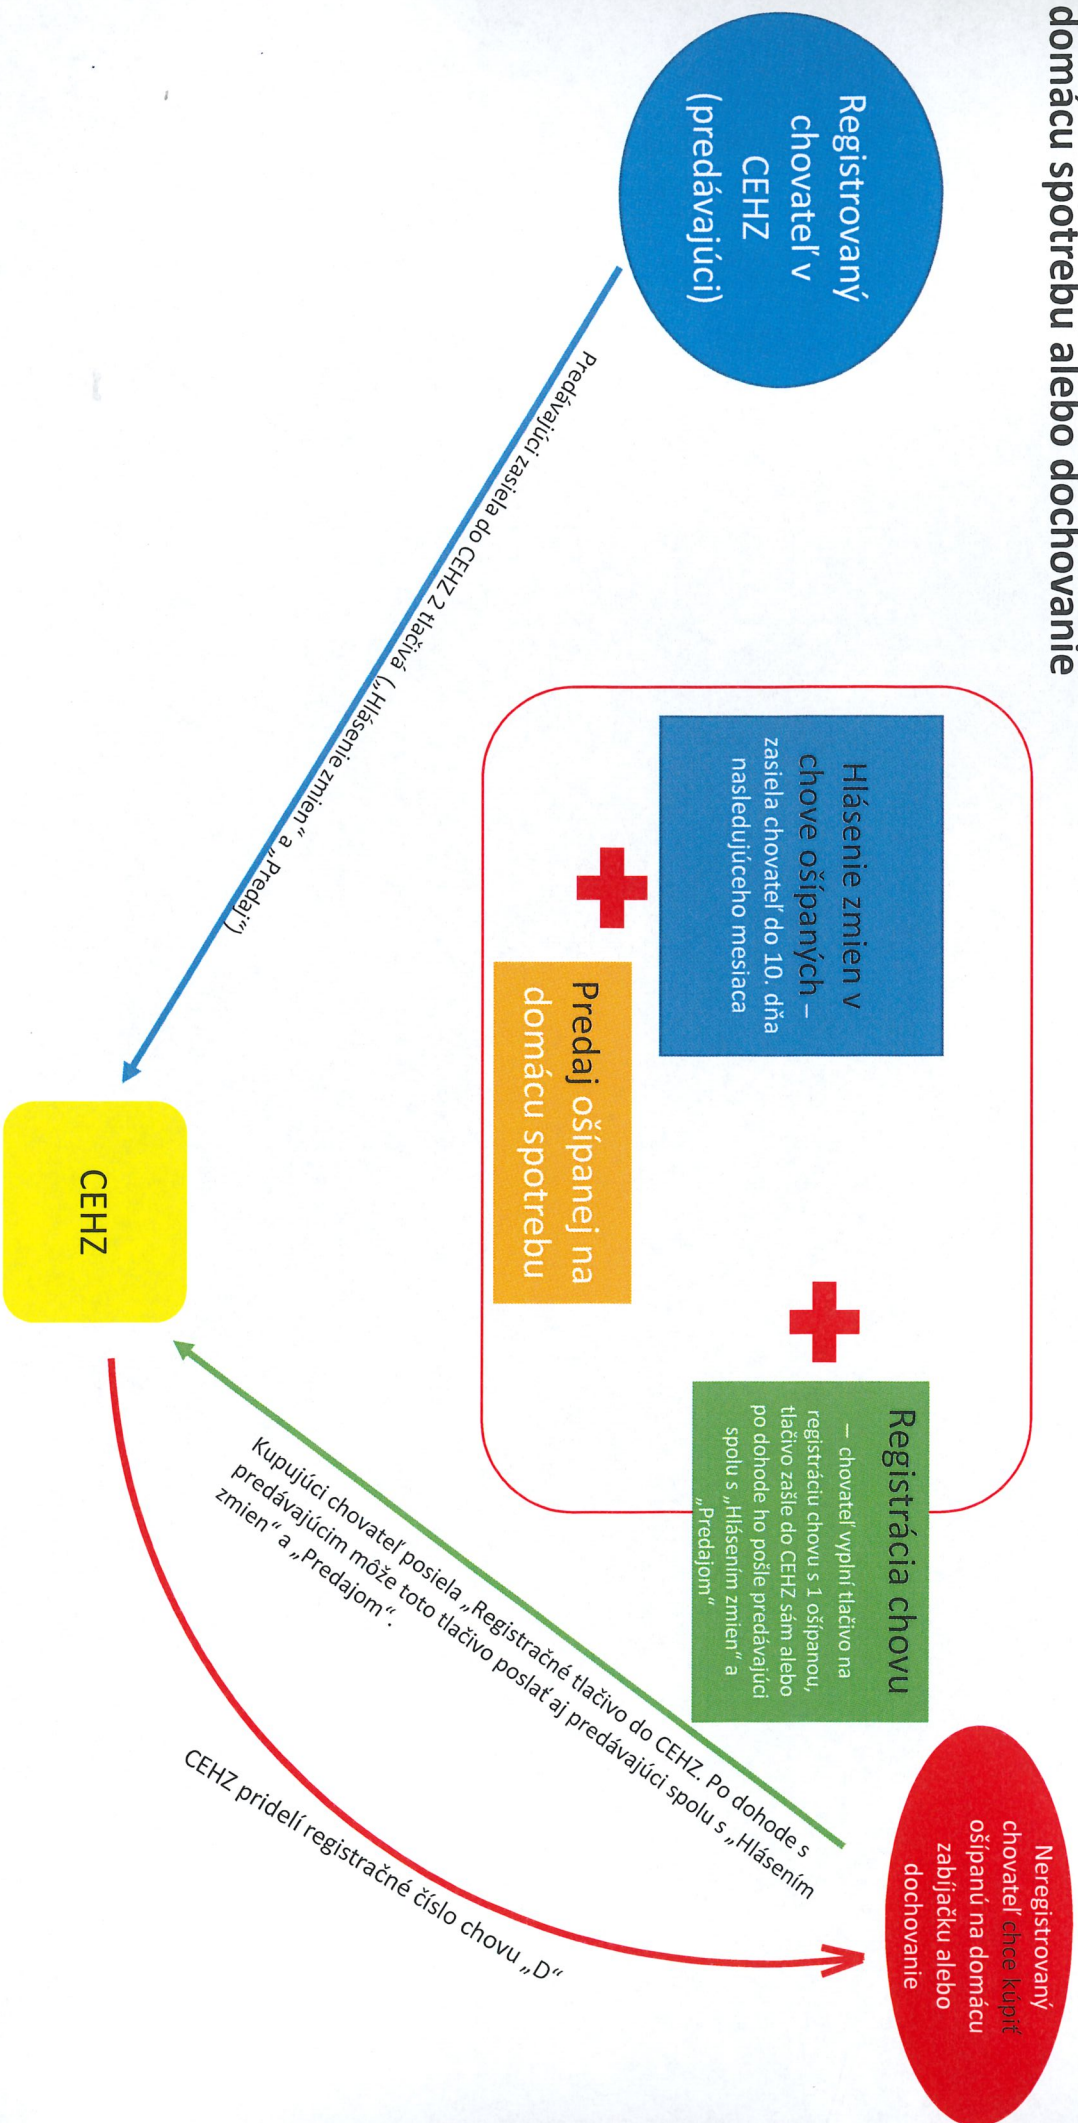 domácu spotrebu alebo dochovanie
Registrovaný
chovateľ v
CEHZ
(predávajúci)
Hlásenie zmien v
chove ošípaných –
zasiela chovateľ do 10. dňa
nasledujúceho mesiaca
Predaj ošípanej na
domácu spotrebu
Registrácia chovu
– chovateľ vyplní tlačivo na
registráciu chovu s 1 ošípanou,
tlačivo zašle do CEHZ sám alebo
po dohode ho pošle predávajúci
spolu s „Hlásením zmien“ a
„Predajom“
Neregistrovaný
chovateľ chce kúpiť
ošípanú na domácu
zabíjačku alebo
dochovanie
Predávajúci zasiela do CEHZ 2 tlačivá („Hlásenie zmien“ a „Predaj“)
Kupujúci chovateľ posiela „Registračné tlačivo do CEHZ. Po dohode s
predávajúcim môže toto tlačivo poslať aj predávajúci spolu s „Hlásením
zmien“ a „Predajom“.
CEHZ pridelí registračné číslo chovu „D“
CEHZ